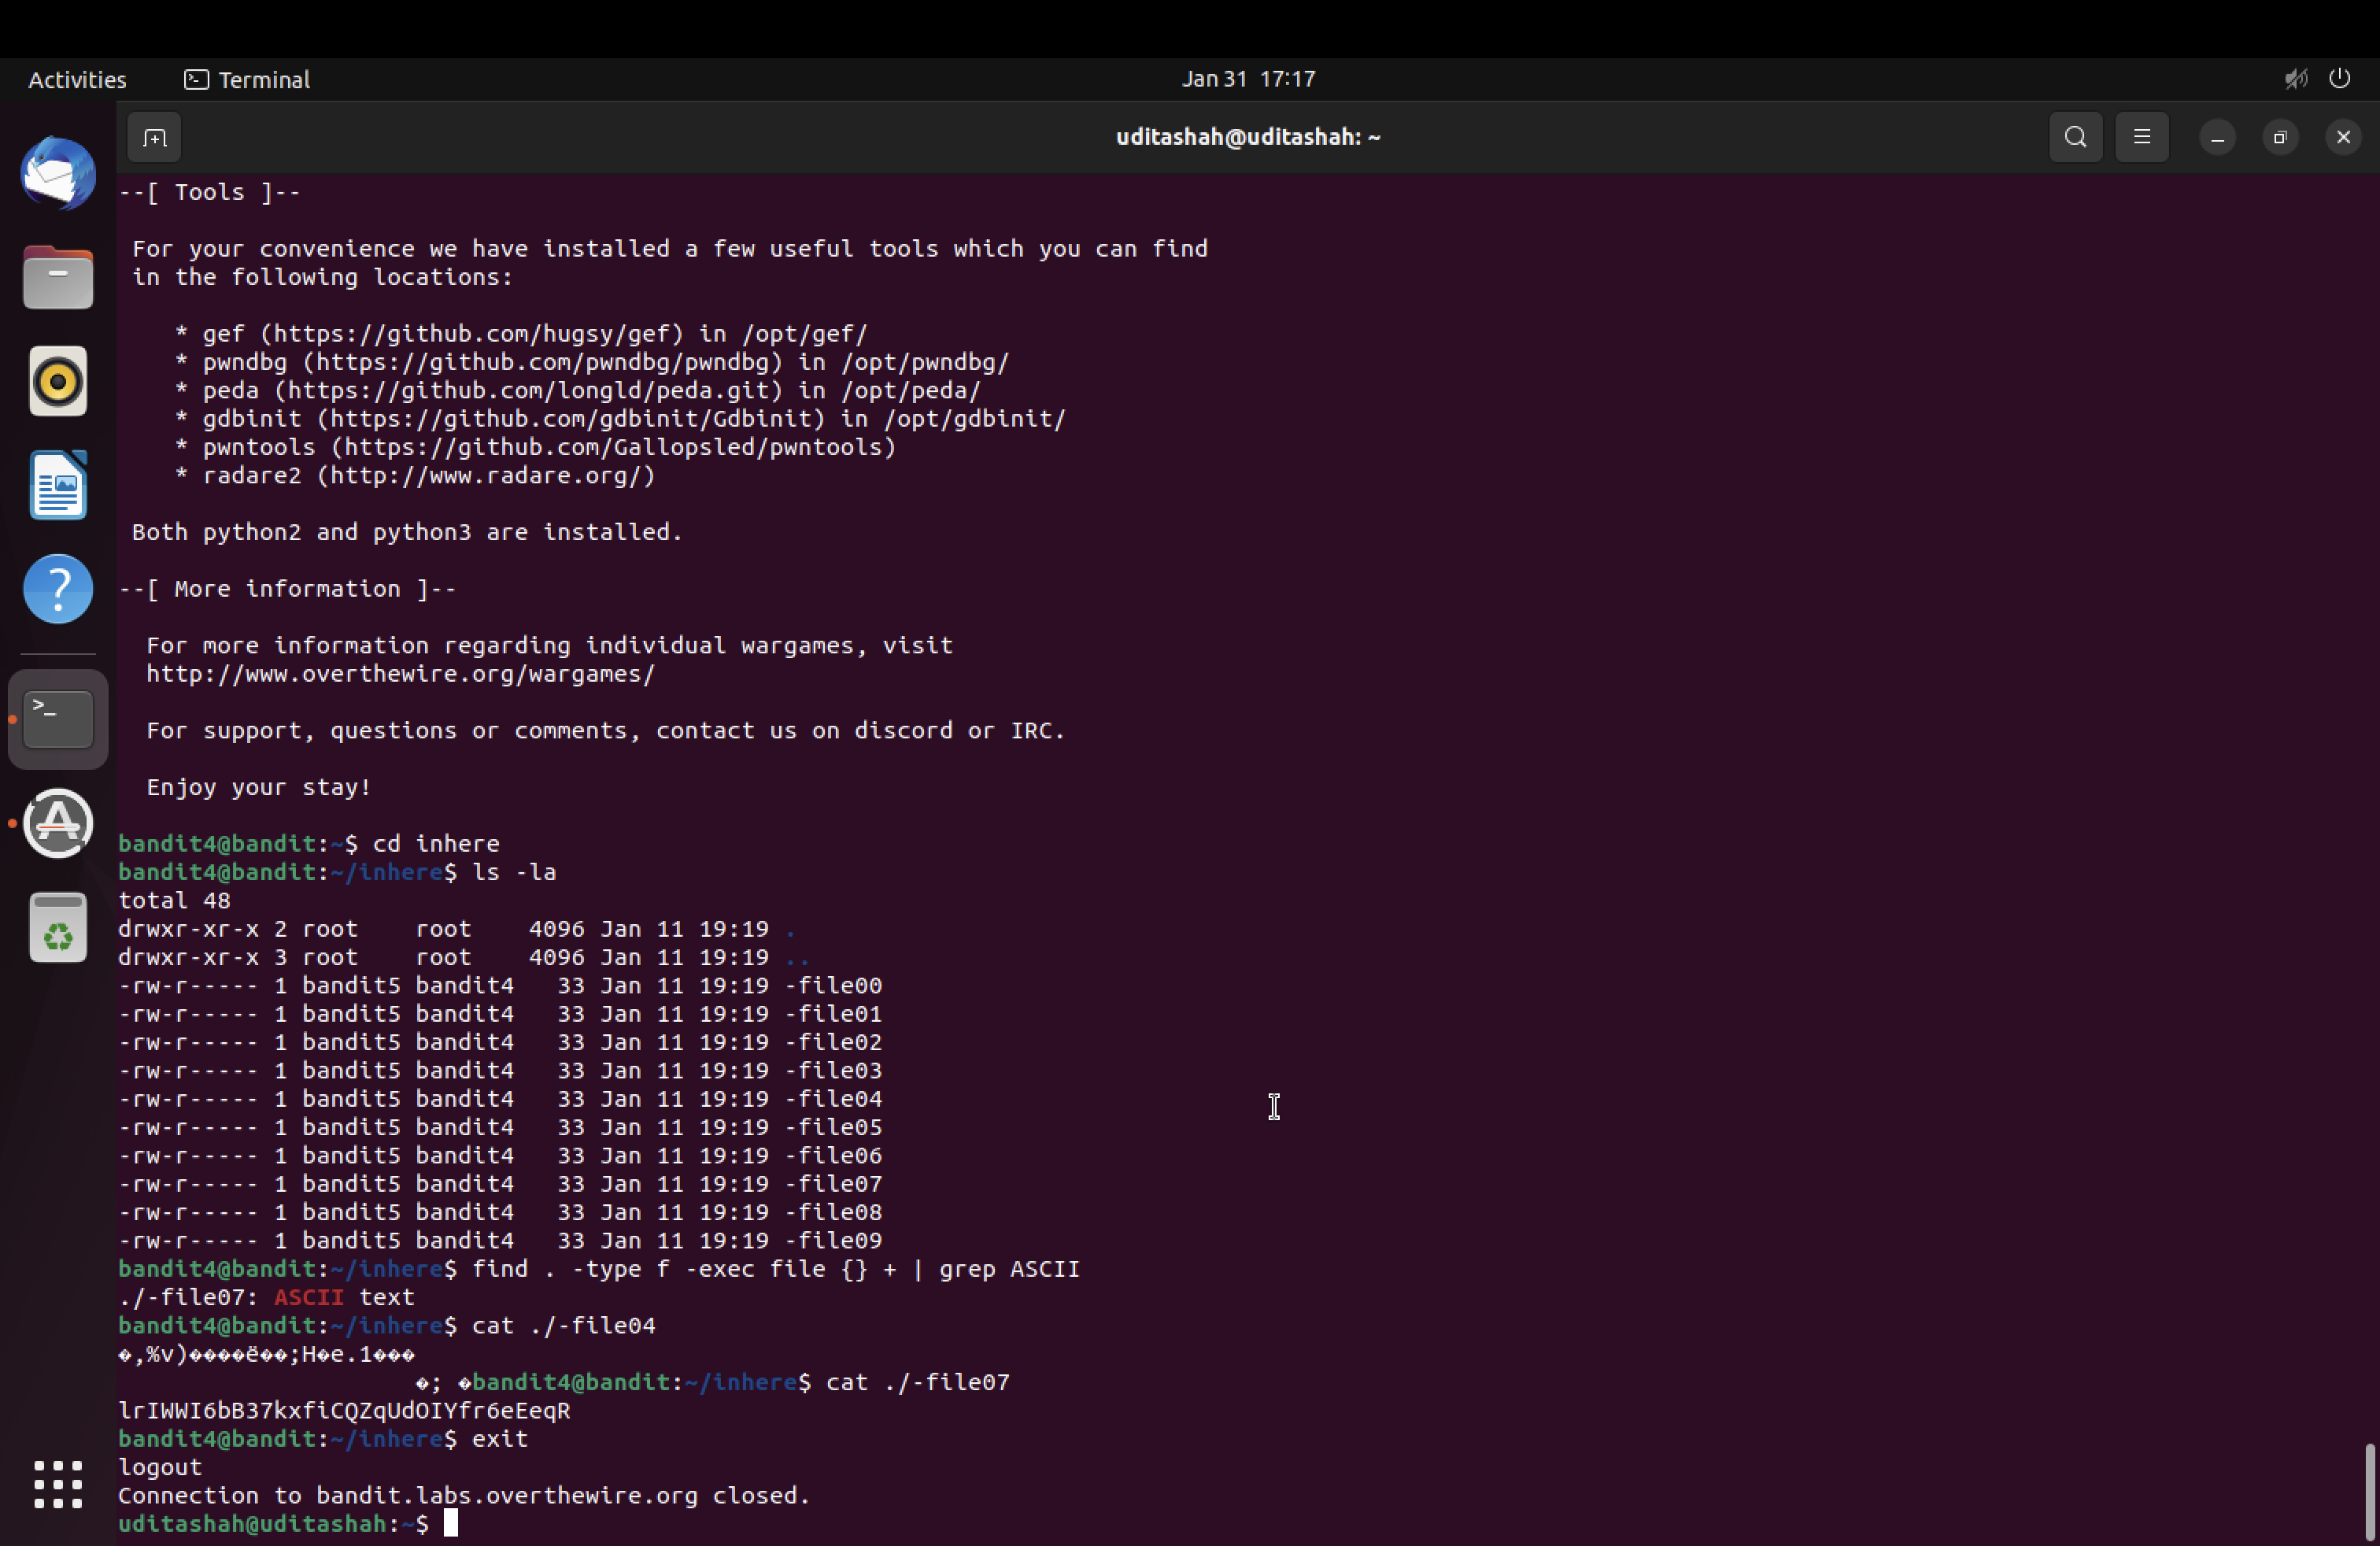 Activities Terminal Jan 31 17:17
uditashah@uditashah: ~
--[ Tools ]--
For your convenience we have installed a few useful tools which you can find
in the following locations:
* gef (https://github.com/hugsy/gef) in /opt/gef/
* pwndbg (https://github.com/pwndbg/pwndbg) in /opt/pwndbg/
* peda (https://github.com/longld/peda.git) in /opt/peda/
* gdbinit (https://github.com/gdbinit/Gdbinit) in /opt/gdbinit/
* pwntools (https://github.com/Gallopsled/pwntools)
* radare2 (http://www.radare.org/)
Both python2 and python3 are installed.
--[ More information ]--
For more information regarding individual wargames, visit
http://www.overthewire.org/wargames/
For support, questions or comments, contact us on discord or IRC.
Enjoy your stay!
bandit4@bandit:~$ cd inhere
bandit4@bandit:~/inhere$ ls -la
total 48
drwxr-xr-x 2 root    root    4096 Jan 11 19:19 .
drwxr-xr-x 3 root    root    4096 Jan 11 19:19 ..
-rw-r----- 1 bandit5 bandit4   33 Jan 11 19:19 -file00
-rw-r----- 1 bandit5 bandit4   33 Jan 11 19:19 -file01
-rw-r----- 1 bandit5 bandit4   33 Jan 11 19:19 -file02
-rw-r----- 1 bandit5 bandit4   33 Jan 11 19:19 -file03
-rw-r----- 1 bandit5 bandit4   33 Jan 11 19:19 -file04
-rw-r----- 1 bandit5 bandit4   33 Jan 11 19:19 -file05
-rw-r----- 1 bandit5 bandit4   33 Jan 11 19:19 -file06
-rw-r----- 1 bandit5 bandit4   33 Jan 11 19:19 -file07
-rw-r----- 1 bandit5 bandit4   33 Jan 11 19:19 -file08
-rw-r----- 1 bandit5 bandit4   33 Jan 11 19:19 -file09
bandit4@bandit:~/inhere$ find . -type f -exec file {} + | grep ASCII
./-file07: ASCII text
bandit4@bandit:~/inhere$ cat ./-file04
�,%v)����ë��;H�e.1���
�; �bandit4@bandit:~/inhere$ cat ./-file07
lrIWWI6bB37kxfiCQZqUdOIYfr6eEeqR
bandit4@bandit:~/inhere$ exit
logout
Connection to bandit.labs.overthewire.org closed.
uditashah@uditashah:~$